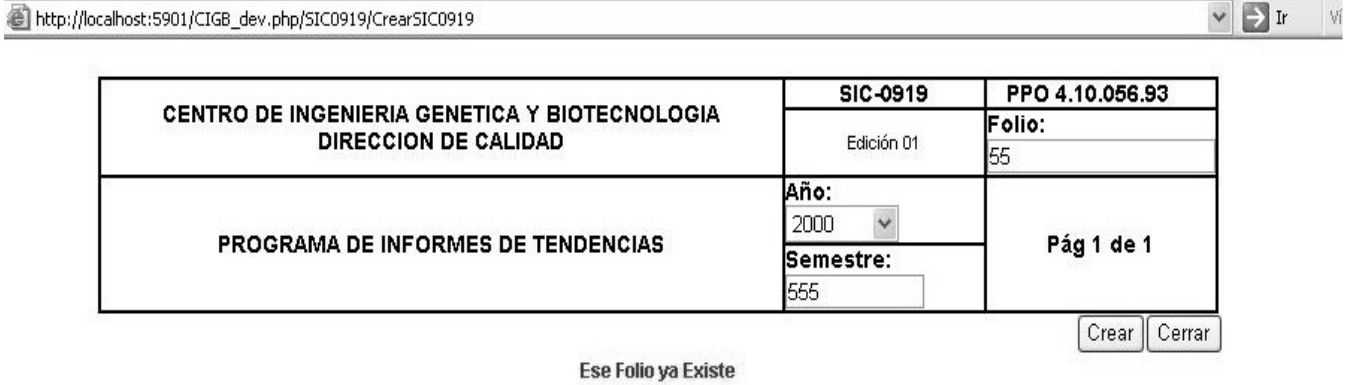 http://localhost:5901/CIGB_dev.php/SIC0919/CrearSIC0919
Ir
Ví
CENTRO DE INGENIERIA GENETICA Y BIOTECNOLOGIA
DIRECCION DE CALIDAD
SIC-0919
PPO 4.10.056.93
Edición 01
Folio:
55
PROGRAMA DE INFORMES DE TENDENCIAS
Año:
2000
Semestre:
555
Pág 1 de 1
Crear
Cerrar
Ese Folio ya Existe